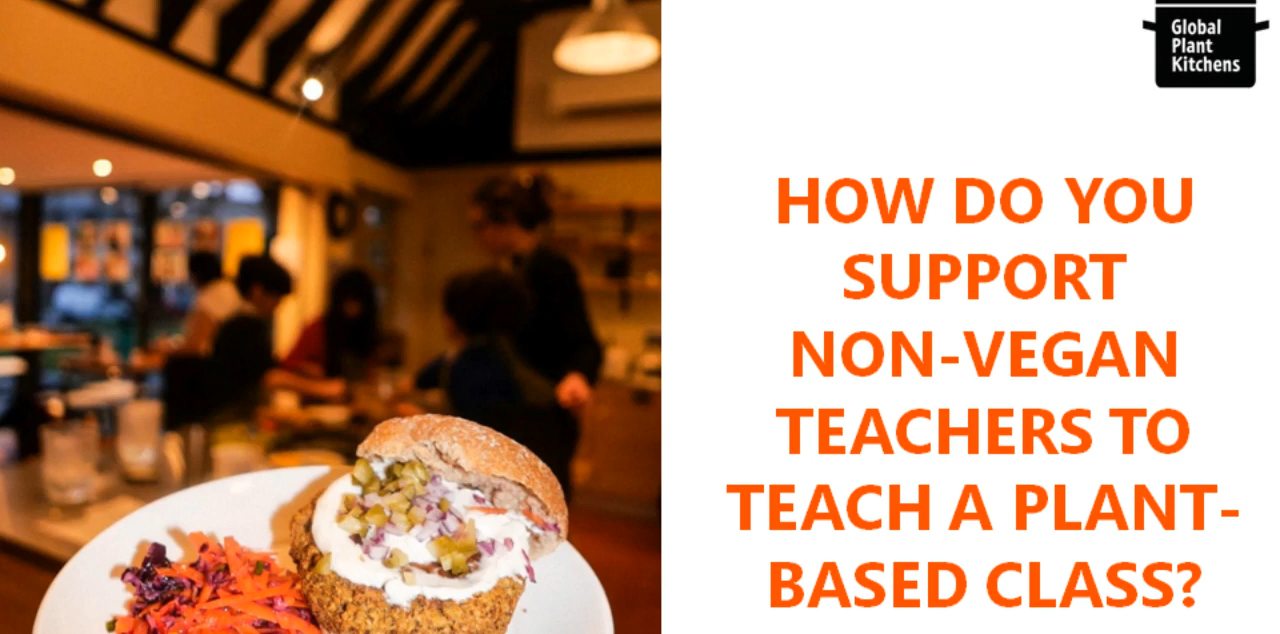 Global
Plant
Kitchens
HOW DO YOU
SUPPORT
NON-VEGAN
TEACHERS TO
TEACH A PLANT-
BASED CLASS?